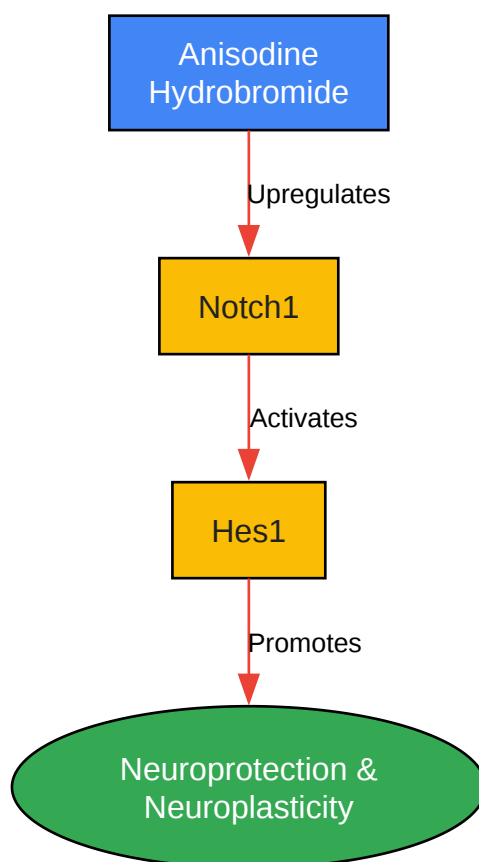 Anisodine
Hydrobromide
Upregulates
Notch1
Activates
Hes1
Promotes
Neuroprotection &
Neuroplasticity